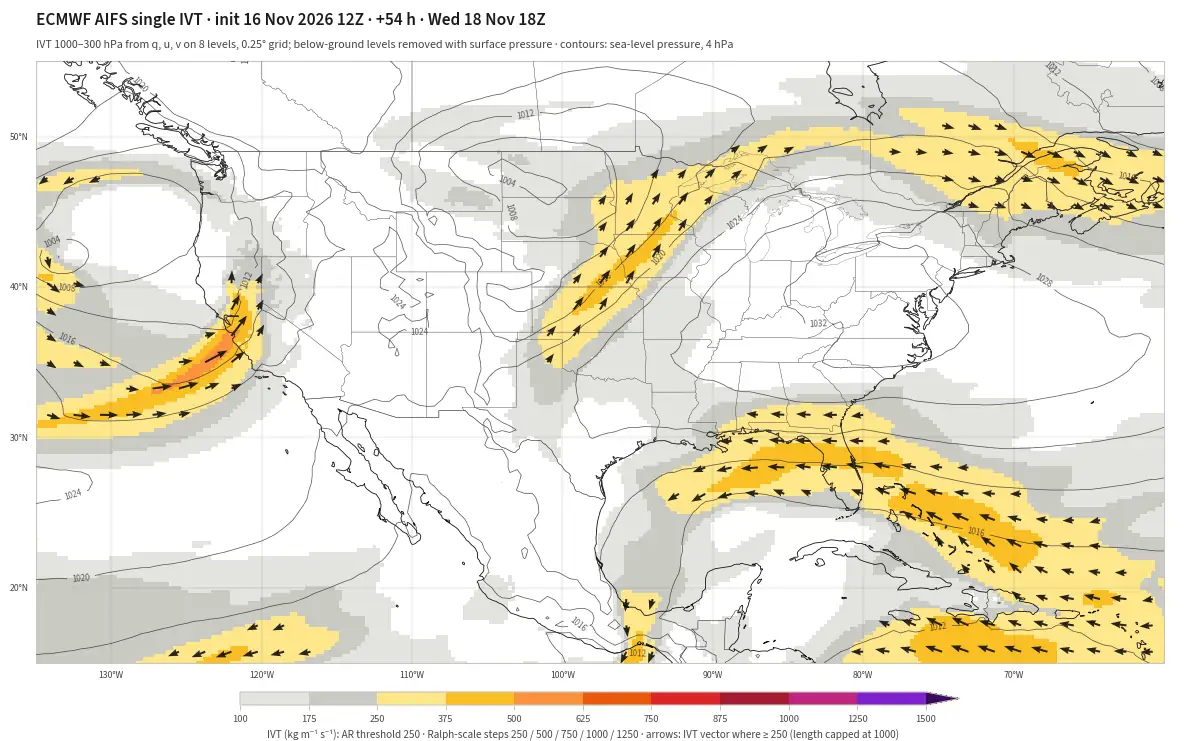 ECMWF AIFS single IVT · init 16 Nov 2026 12Z · +54 h · Wed 18 Nov 18Z
IVT 1000–300 hPa from q, u, v on 8 levels, 0.25° grid; below-ground levels removed with surface pressure · contours: sea-level pressure, 4 hPa
1020
1012
1012
50°N
1004
1016
1008
1024
1004
1020
1012
1028
40°N
1008
1024
1024
1032
1016
30°N
1024
1016
1020
20°N
1016
1012
1012
130°W 120°W 110°W 100°W 90°W 80°W 70°W
100 175 250 375 500 625 750 875 1000 1250 1500
IVT (kg m⁻¹ s⁻¹): AR threshold 250 · Ralph-scale steps 250 / 500 / 750 / 1000 / 1250 · arrows: IVT vector where ≥ 250 (length capped at 1000)